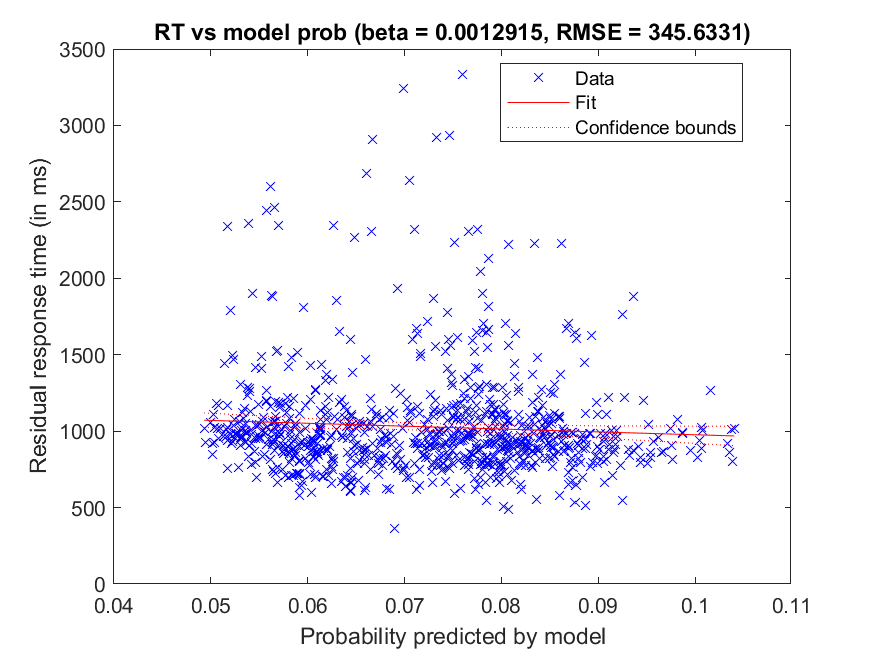 RT vs model prob (beta = 0.0012915, RMSE = 345.6331)
3500
3000
2500
2000
1500
1000
500
0
Residual response time (in ms)
Data
Fit
Confidence bounds
0.04 0.05 0.06 0.07 0.08 0.09 0.1 0.11
Probability predicted by model